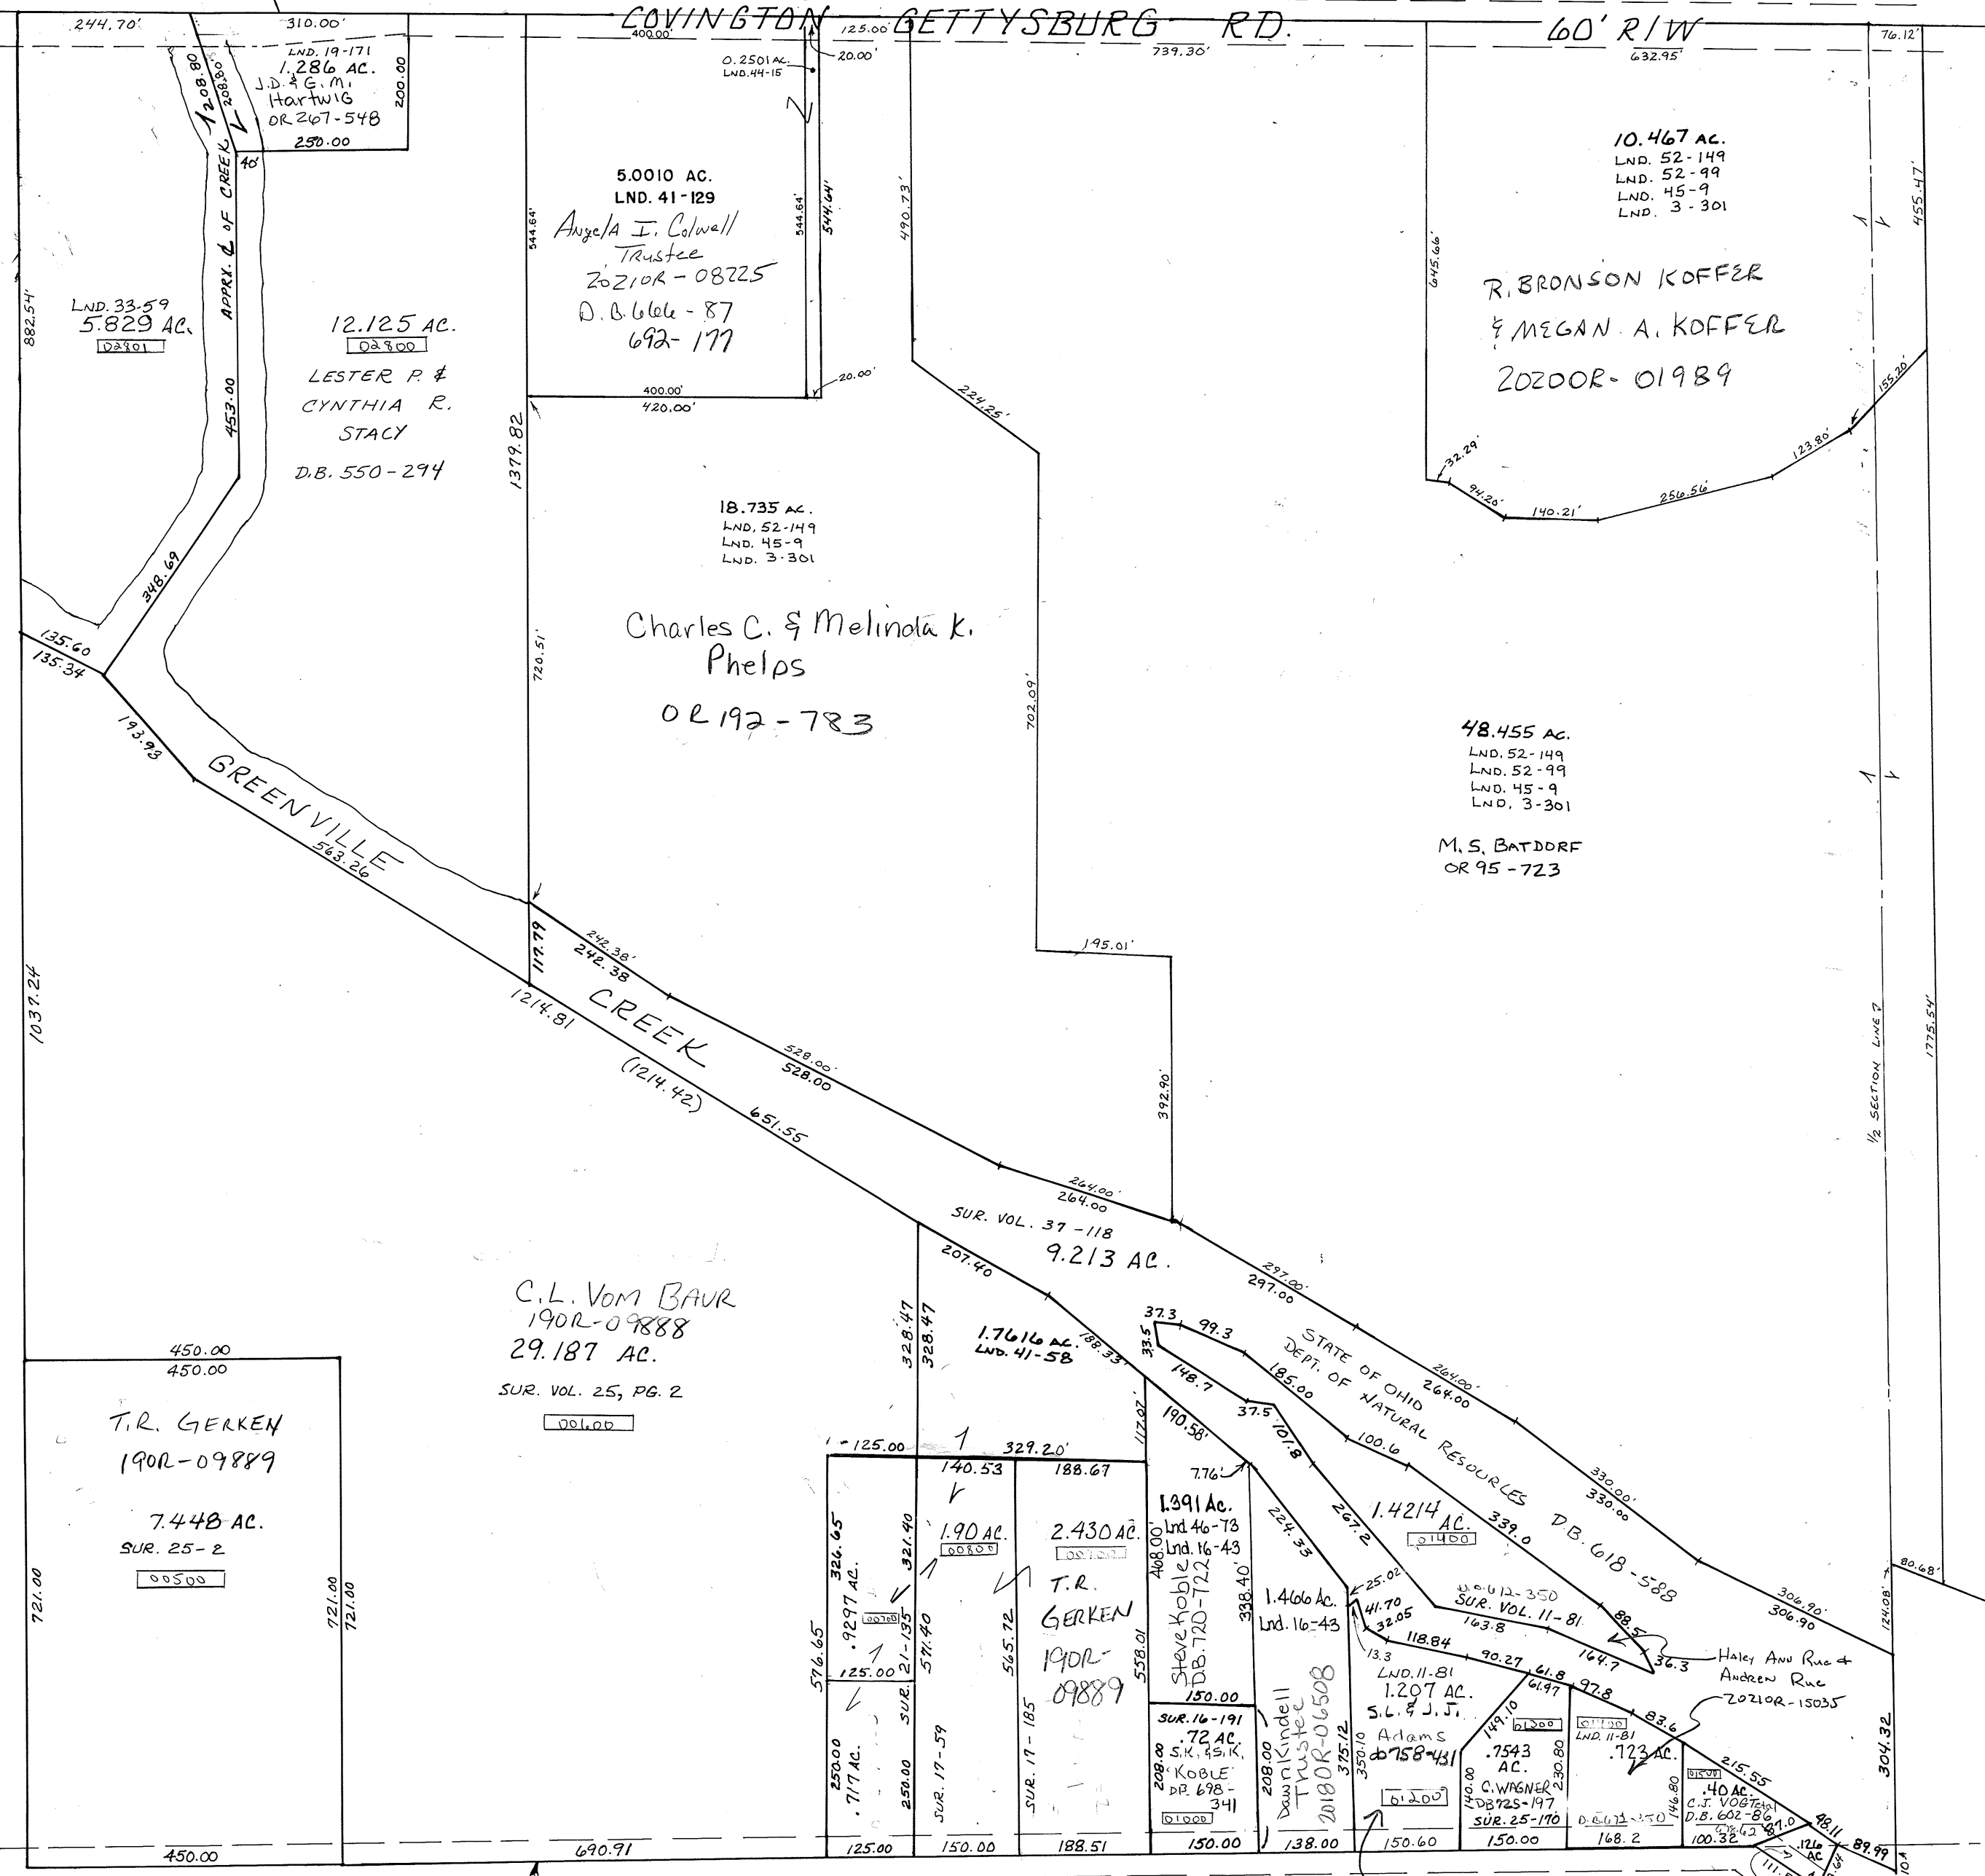 COVINGTON GETTYSBURG RD. 60' R/W
244.70'
310.00'
400.00'
125.00'
739.30'
632.95'
76.12'
20.00'
208.80
208.80
LND. 19-171
1.286 AC.
J.D. & G.M.
Hartwig
OR 267-548
200.00
250.00
40'
APPRX. ℄ OF CREEK
453.00
882.54'
LND. 33-59
5.829 AC.
02801
12.125 AC.
02800
LESTER P. &
CYNTHIA R.
STACY
D.B. 550-294
348.69
135.60
135.34
193.93
0.2501 AC.
LND. 44-15
5.0010 AC.
LND. 41-129
Angela I. Colwell
Trustee
2021OR-08225
D.B. 666-87
692-177
544.64'
544.64'
544.64'
400.00'
420.00'
20.00'
490.73'
224.25'
1379.82
720.51'
702.09'
18.735 AC.
LND. 52-149
LND. 45-9
LND. 3-301
Charles C. & Melinda K.
Phelps
OR 192-783
10.467 AC.
LND. 52-149
LND. 52-99
LND. 45-9
LND. 3-301
R. BRONSON KOFFER
& MEGAN A. KOFFER
2020OR-01989
645.66'
455.47'
155.20'
123.80'
256.56'
140.21'
94.20'
32.29'
48.455 AC.
LND. 52-149
LND. 52-99
LND. 45-9
LND. 3-301
M.S. BATDORF
OR 95-723
195.01'
392.90'
1/2 SECTION LINE
1775.54'
GREENVILLE
563.26
117.79
242.38'
242.38
CREEK
1214.81
(1214.42)
651.55
528.00'
528.00
264.00'
264.00
1037.24
SUR. VOL. 37-118
9.213 AC.
297.00'
297.00
264.00'
264.00
330.00'
330.00
306.90'
306.90
STATE OF OHIO
DEPT. OF NATURAL RESOURCES D.B. 618-588
80.68'
124.08'
304.32
C.L. VOM BAUR
19OR-09888
29.187 AC.
SUR. VOL. 25, PG. 2
00600
450.00
450.00
T.R. GERKEN
19OR-09889
7.448 AC.
SUR. 25-2
00500
721.00
721.00
721.00
450.00
690.91
207.40
328.47
328.47
1.7616 AC.
LND. 41-58
188.33'
117.07'
190.58'
125.00
329.20'
140.53
188.67
7.76'
326.65
.9297 AC.
00700
321.40
125.00
576.65
250.00
.717 AC.
250.00
SUR. 21-135
125.00
1.90 AC.
00800
571.40
SUR. 17-59
150.00
2.430 AC.
T.R.
GERKEN
19OR-
09889
565.72
SUR. 17-185
558.01
188.51
1.391 AC.
Lnd 46-73
Lnd. 16-43
Steve Koble
DB. 720-722
408.00
338.40'
150.00
SUR. 16-191
.72 AC.
S.K. & S.K.
KOBLE
DB 698-
341
01000
208.00
208.00
150.00
224.33
1.466 AC.
Lnd. 16-43
Dawn Kindell
Trustee
2018OR-06508
375.12
138.00
37.3
33.5
99.3
148.7
185.00
37.5
101.8
100.6
267.2
339.0
1.4214
AC.
01400
D.B. 612-350
SUR. VOL. 11-81
163.8
164.7
88.5
36.3
Haley Ann Rue &
Andrew Rue
2021OR-15035
25.02
41.70
32.05
13.3
118.84
90.27
61.8
61.97
97.8
83.6
LND. 11-81
1.207 AC.
S.L. & J.J.
Adams
db 758-431
01200
350.10
150.60
149.10
140.00
01300
.7543
AC.
C. WAGNER
DB 725-197
SUR. 25-170
230.80
150.00
LND. 11-81
.723 AC.
D.B. 612-350
146.80
168.2
215.55
01500
.40 AC.
C.J. VOGT
D.B. 602-86
100.32
87.0
48.11
.126
AC
89.99